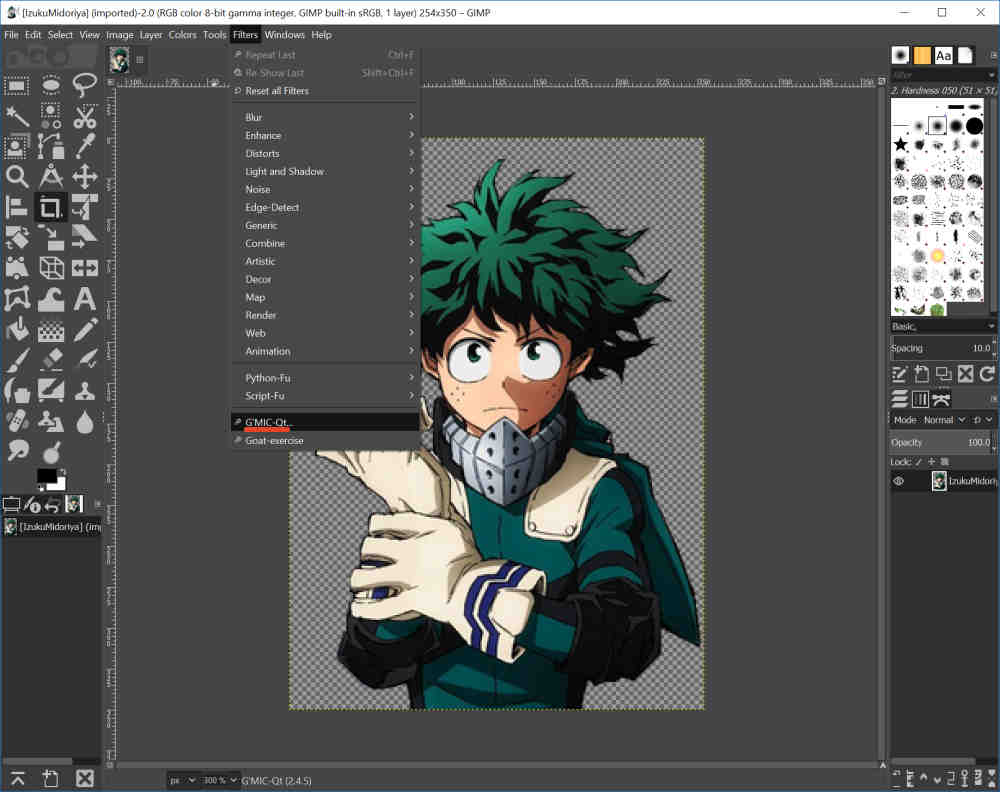 [IzukuMidoriya] (imported)-2.0 (RGB color 8-bit gamma integer, GIMP built-in sRGB, 1 layer) 254x350 – GIMP
File Edit Select View Image Layer Colors Tools Filters Windows Help
Repeat Last Ctrl+F
Re-Show Last Shift+Ctrl+F
Reset all Filters
Blur
Enhance
Distorts
Light and Shadow
Noise
Edge-Detect
Generic
Combine
Artistic
Decor
Map
Render
Web
Animation
Python-Fu
Script-Fu
G'MIC-Qt...
Goat-exercise
Aa
Filter
2. Hardness 050 (51 × 51)
Basic,
Spacing 10.0
Mode Normal
Opacity 100.0
Lock:
IzukuMidoriy
[IzukuMidoriya] (imp
px 300 % G'MIC-Qt (2.4.5)